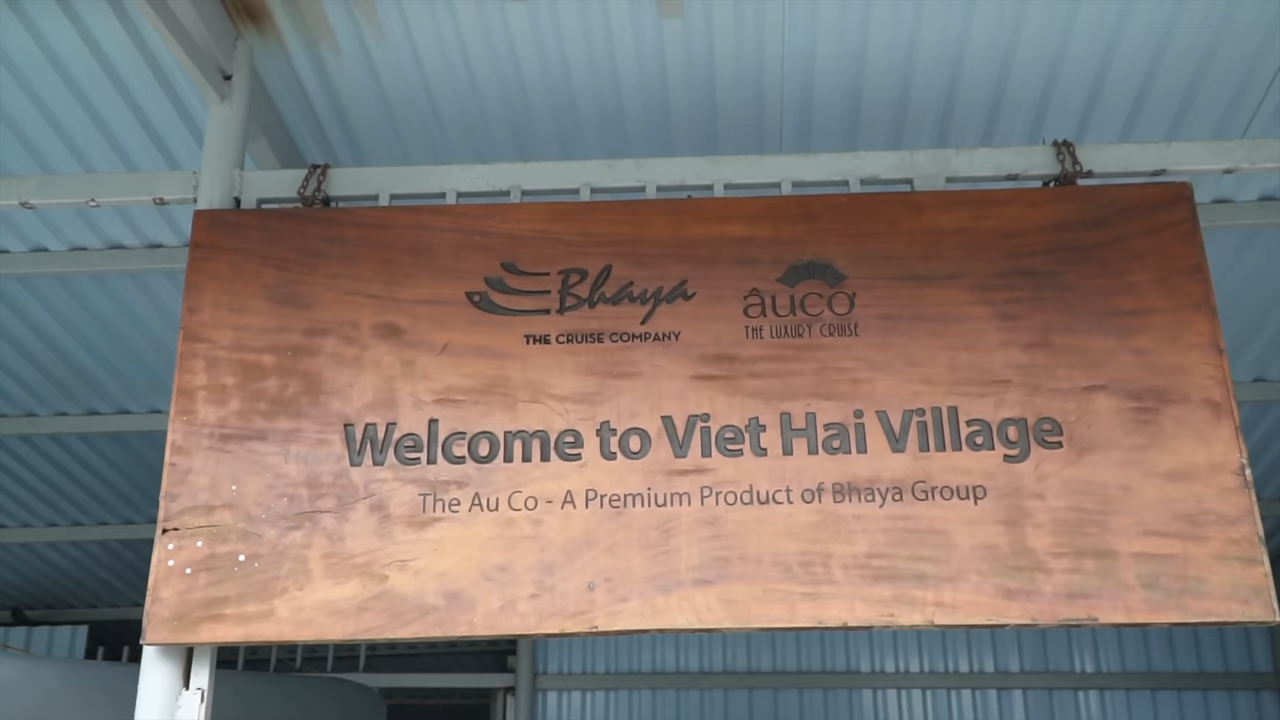 Bhaya
THE CRUISE COMPANY
âucơ
THE LUXURY CRUISE
Welcome to Viet Hai Village
The Au Co - A Premium Product of Bhaya Group